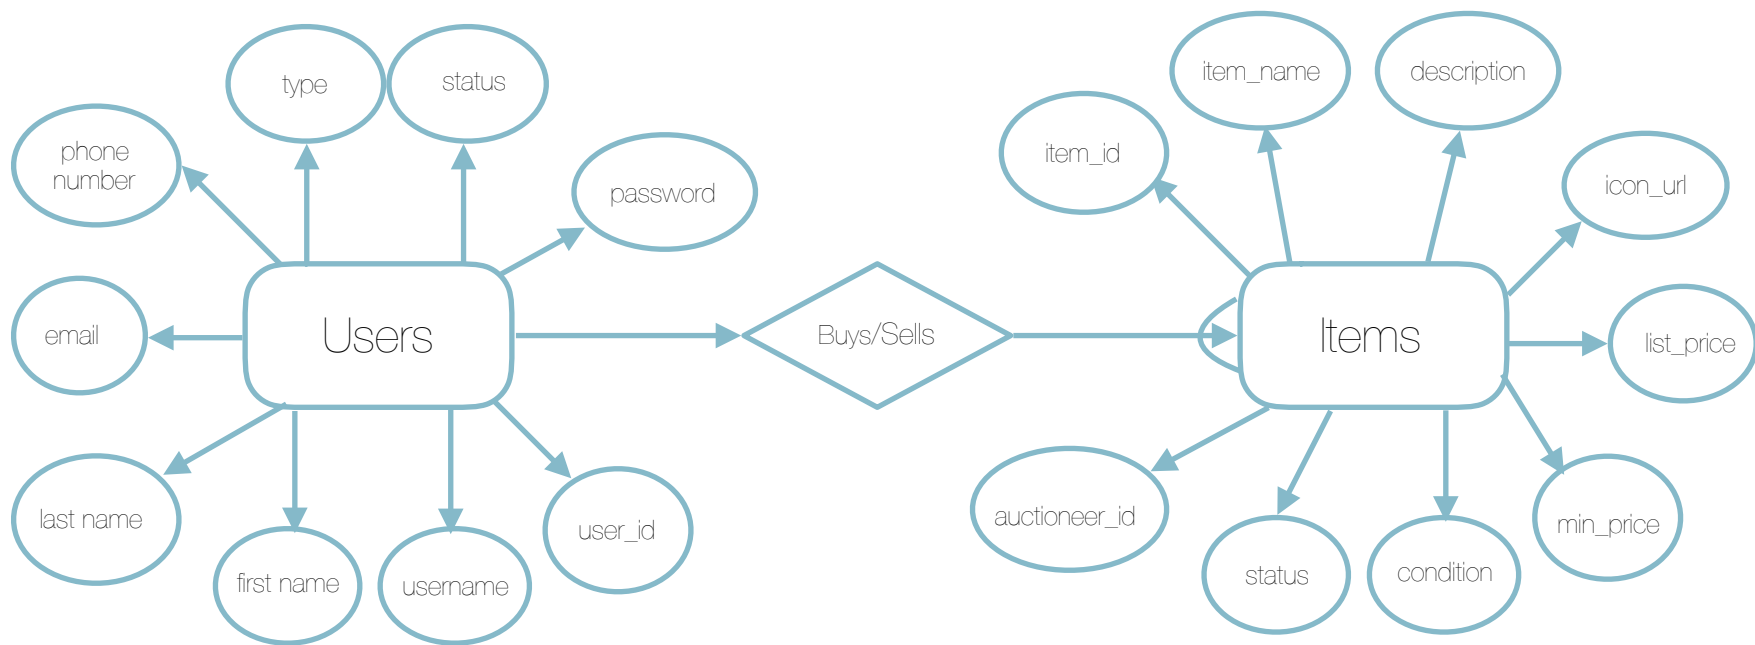 type
status
phone
number
password
email
Users
last name
first name
username
user_id
Buys/Sells
item_name
description
item_id
icon_url
Items
list_price
auctioneer_id
min_price
status
condition